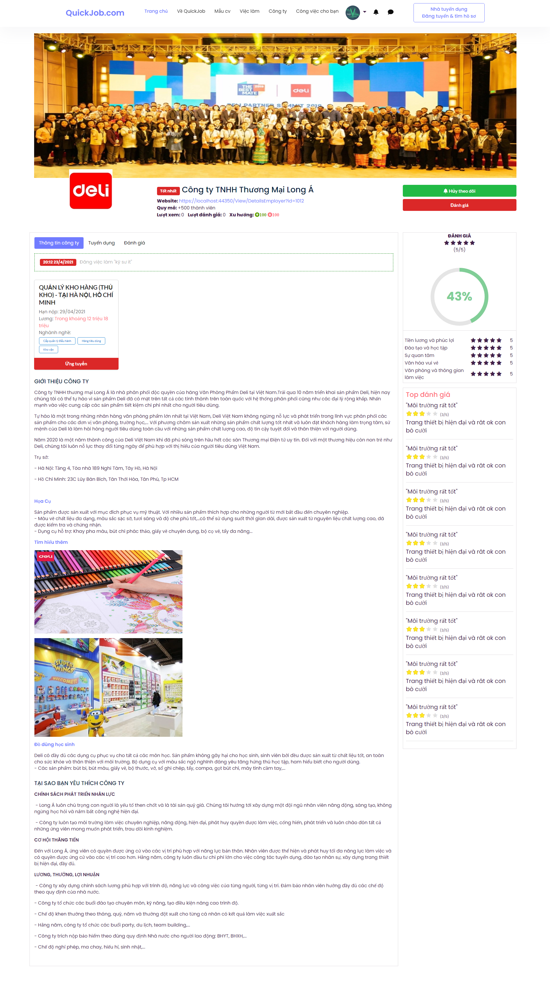 QuickJob.com
Trang chủ
Về QuickJob
Mẫu cv
Việc làm
Công ty
Công việc cho bạn
Nhà tuyển dụng
Đăng tuyển & tìm hồ sơ
THE 2019
BEST
MATE
deli
DELI PARTNER SUMMIT 2019
deli
Tốt nhất Công ty TNHH Thương Mại Long Á
Website: https://localhost:44350/View/DetailsEmployer?id=1012
Quy mô: +500 thành viên
Lượt xem: 0 Lượt đánh giá: 0 Xu hướng: 100 100
Hủy theo dõi
Đánh giá
Thông tin công ty
Tuyển dụng
Đánh giá
20:12 23/4/2021 Đăng việc làm "kỹ sư it"
QUẢN LÝ KHO HÀNG (THỦ
KHO) - TẠI HÀ NỘI, HỒ CHÍ
MINH
Hạn nộp: 29/04/2021
Lương: Trong khoảng 12 triệu 18
triệu
Nghành nghề:
Cấp quản lý điều hành
Hàng tiêu dùng
Kho vận
Ứng tuyển
GIỚI THIỆU CÔNG TY
Công ty TNHH thương mại Long Á là nhà phân phối độc quyền của hãng Văn Phòng Phẩm Deli tại Việt Nam.Trải qua 10 năm triển khai sản phẩm Deli, hiện nay
chúng tôi có thể tự hào vì sản phẩm Deli đã có mặt trên tất cả các tỉnh thành trên toàn quốc với hệ thống phân phối cũng như các đại lý rộng khắp. Nhấn
mạnh vào việc cung cấp các sản phẩm tiết kiệm chi phí nhất cho người tiêu dùng.
Tự hào là một trong những nhãn hàng văn phòng phẩm lớn nhất tại Việt Nam, Deli Việt Nam không ngừng nỗ lực và phát triển trong lĩnh vực phân phối các
sản phẩm cho các đơn vị văn phòng, trường học,... Với phương châm sản xuất những sản phẩm chất lượng tốt nhất và luôn đặt khách hàng làm trọng tâm, sứ
mệnh của Deli là làm hài hòng người tiêu dùng toàn cầu với những sản phẩm chất lượng cao, độ tin cậy tuyệt đối và thân thiện với người dùng.
Năm 2020 là một năm thành công của Deli Việt Nam khi đã phủ sóng trên hầu hết các sàn Thương mại Điện tử uy tín. Đối với một thương hiệu còn non trẻ như
Deli, chúng tôi luôn nỗ lực thay đổi từng ngày để phù hợp với thị hiếu của người tiêu dùng Việt Nam.
Trụ sở:
- Hà Nội: Tầng 4, Tòa nhà 189 Nghi Tàm, Tây Hồ, Hà Nội
- Hồ Chí Minh: 23C Lũy Bán Bích, Tân Thới Hòa, Tân Phú, Tp HCM
Họa Cụ
Sản phẩm được sản xuất với mục đích phục vụ mỹ thuật. Với nhiều sản phẩm thích hợp cho những người từ mới bắt đầu đến chuyên nghiệp.
- Màu vẽ chất liệu đa dạng, màu sắc sặc sỡ, tươi sáng và độ che phủ tốt,...có thể sử dụng suốt thời gian dài, được sản xuất từ nguyên liệu chất lượng cao, đã
được kiểm tra và chứng nhận.
- Dụng cụ hỗ trợ: Khay pha màu, bút chì phác thảo, giấy vẽ chuyên dụng, bộ cọ vẽ, tẩy đa năng...
Tìm hiểu thêm
deli
deli
SUPER
WINGS
WELCOME!!
Đồ dùng học sinh
Deli có đầy đủ các dụng cụ phục vụ cho tất cả các môn học. Sản phẩm không gây hại cho học sinh, sinh viên bởi đều được sản xuất từ chất liệu tốt, an toàn
cho sức khỏe và thân thiện với môi trường. Bộ dụng cụ với màu sắc ngộ nghĩnh đáng yêu tăng hứng thú học tập, ham hiểu biết cho người dùng.
- Các sản phẩm: bút bi, bút màu, giấy vẽ, bộ thước, vở, sổ ghi chép, tẩy, compa, gọt bút chì, máy tính cầm tay,...
TẠI SAO BẠN YÊU THÍCH CÔNG TY
CHÍNH SÁCH PHÁT TRIỂN NHÂN LỰC
- Long Á luôn chú trọng con người là yếu tố then chốt và là tài sản quý giá. Chúng tôi hướng tới xây dựng một đội ngũ nhân viên năng động, sáng tạo, không
ngừng học hỏi và nắm bắt công nghệ hiện đại.
- Công ty luôn tạo môi trường làm việc chuyên nghiệp, năng động, hiện đại, phát huy quyền được làm việc, cống hiến, phát triển và luôn chào đón tất cả
những ứng viên mong muốn phát triển, trau dồi kinh nghiệm.
CƠ HỘI THĂNG TIẾN
Đến với Long Á, ứng viên có quyền được ứng cử vào các vị trí phù hợp với năng lực bản thân. Nhân viên được thể hiện và phát huy tối đa năng lực làm việc và
có quyền được ứng cử vào các vị trí cao hơn. Hằng năm, công ty luôn đầu tư chi phí lớn cho việc công tác tuyển dụng, đào tạo nhân sự, xây dựng trang thiết
bị hiện đại, đầy đủ.
LƯƠNG, THƯỞNG, LỢI NHUẬN
- Công ty xây dựng chính sách lương phù hợp với trình độ, năng lực và công việc của từng người, từng vị trí. Đảm bảo nhân viên hưởng đầy đủ các chế độ
theo quy định của nhà nước.
- Công ty tổ chức các buổi đào tạo chuyên môn, kỹ năng, tạo điều kiện nâng cao trình độ.
- Chế độ khen thưởng theo tháng, quý, năm và thưởng đột xuất cho từng cá nhân có kết quả làm việc xuất sắc
- Hằng năm, công ty tổ chức các buổi party, du lịch, team building,...
- Công ty trích nộp bảo hiểm theo đúng quy định Nhà nước cho người lao động: BHYT, BHXH,...
- Chế độ nghỉ phép, ma chay, hiếu hỉ, sinh nhật,...
ĐÁNH GIÁ
(5/5)
43%
Tiền lương và phúc lợi 5
Đào tạo và học tập 5
Sự quan tâm 5
Văn hóa vui vẻ 5
Văn phòng và thông gian
làm việc 5
Top đánh giá
"Môi trường rất tốt"
(3/5)
Trang thiết bị hiện đại và rât ok con
bò cười
"Môi trường rất tốt"
(3/5)
Trang thiết bị hiện đại và rât ok con
bò cười
"Môi trường rất tốt"
(3/5)
Trang thiết bị hiện đại và rât ok con
bò cười
"Môi trường rất tốt"
(3/5)
Trang thiết bị hiện đại và rât ok con
bò cười
"Môi trường rất tốt"
(3/5)
Trang thiết bị hiện đại và rât ok con
bò cười
"Môi trường rất tốt"
(3/5)
Trang thiết bị hiện đại và rât ok con
bò cười
"Môi trường rất tốt"
(3/5)
Trang thiết bị hiện đại và rât ok con
bò cười
"Môi trường rất tốt"
(3/5)
Trang thiết bị hiện đại và rât ok con
bò cười